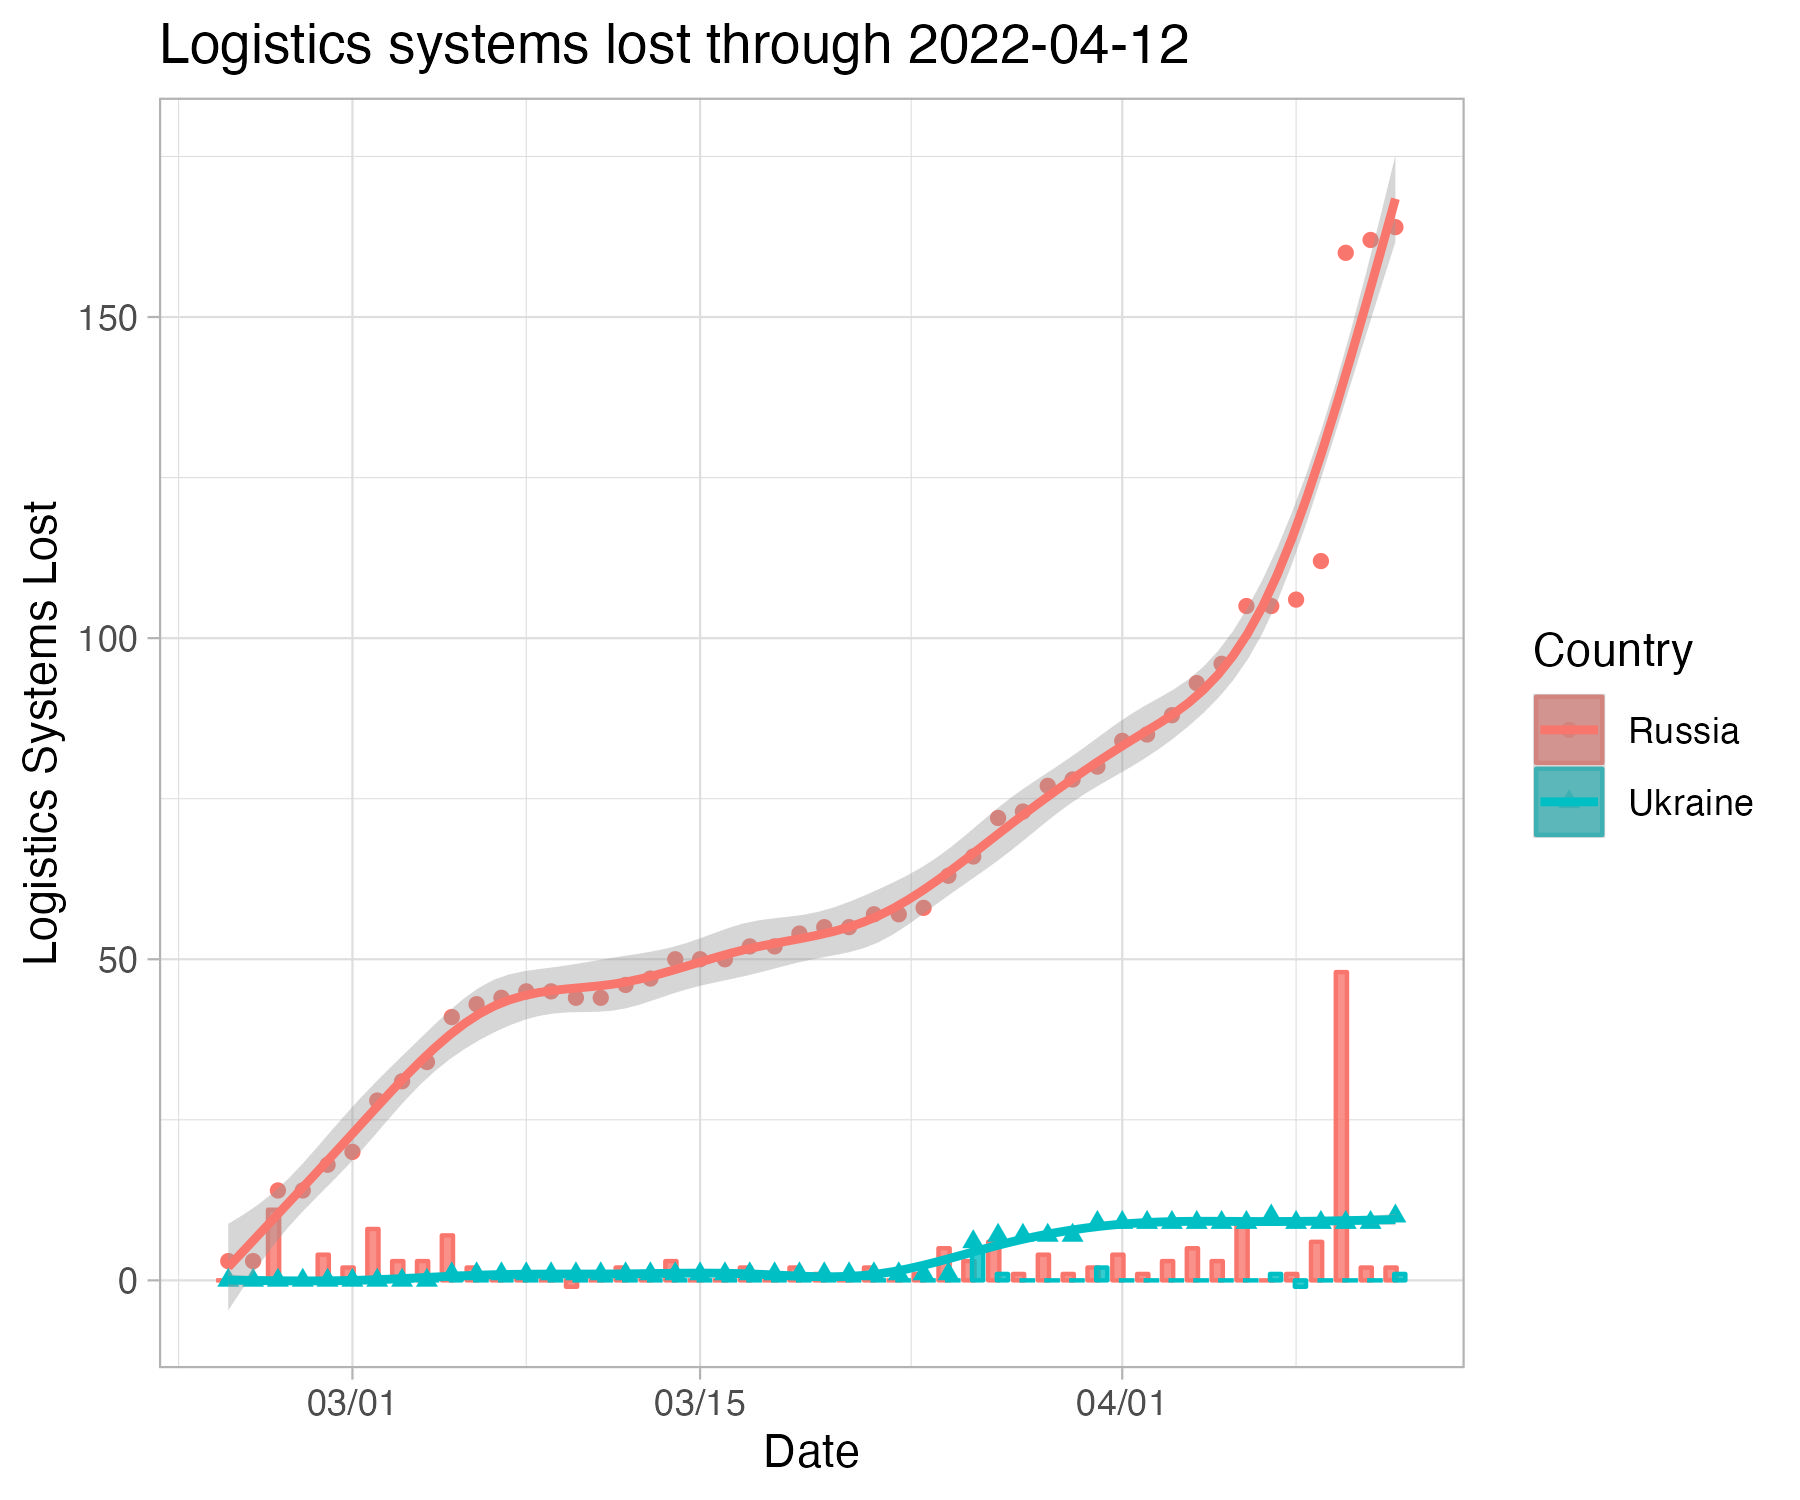 Logistics systems lost through 2022-04-12
Logistics Systems Lost
150
100
50
0
03/01
03/15
04/01
Date
Country
Russia
Ukraine